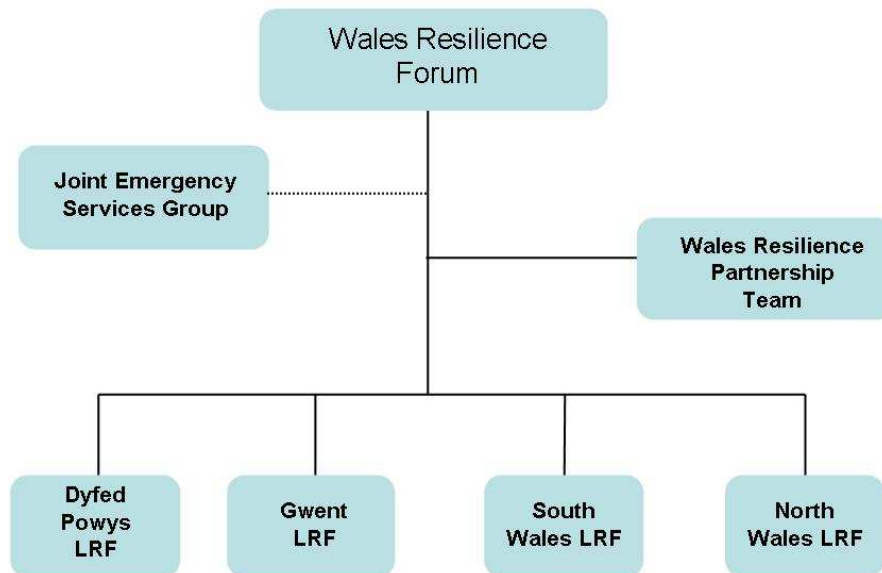 Wales Resilience
Forum
Joint Emergency
Services Group
Wales Resilience
Partnership
Team
Dyfed
Powys
LRF
Gwent
LRF
South
Wales LRF
North
Wales LRF